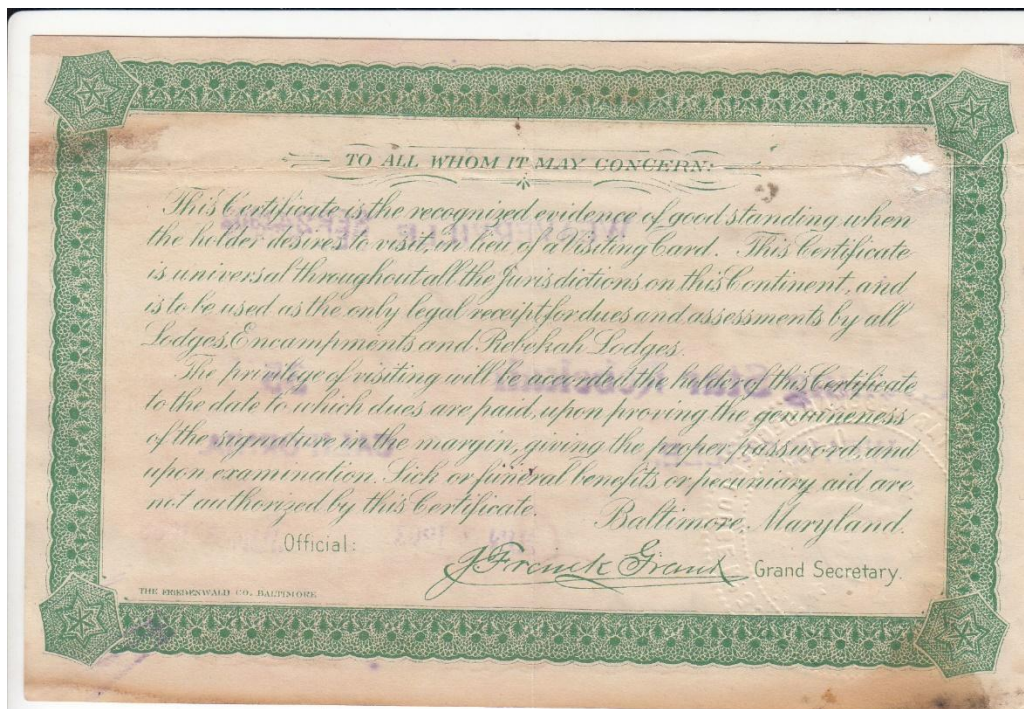 TO ALL WHOM IT MAY CONCERN:
This Certificate is the recognized evidence of good standing when
the holder desires to visit, in lieu of a Visiting Card. This Certificate
is universal throughout all the Jurisdictions on this Continent, and
is to be used as the only legal receipt for dues and assessments by all
Lodges, Encampments and Rebekah Lodges.
The privilege of visiting will be accorded the holder of this Certificate
to the date to which dues are paid, upon proving the genuineness
of the signature in the margin, giving the proper password, and
upon examination. Sick or funeral benefits or pecuniary aid are
not authorized by this Certificate.
Baltimore, Maryland.
Official:
J Frank Grant Grand Secretary.
THE FRIEDENWALD CO. BALTIMORE